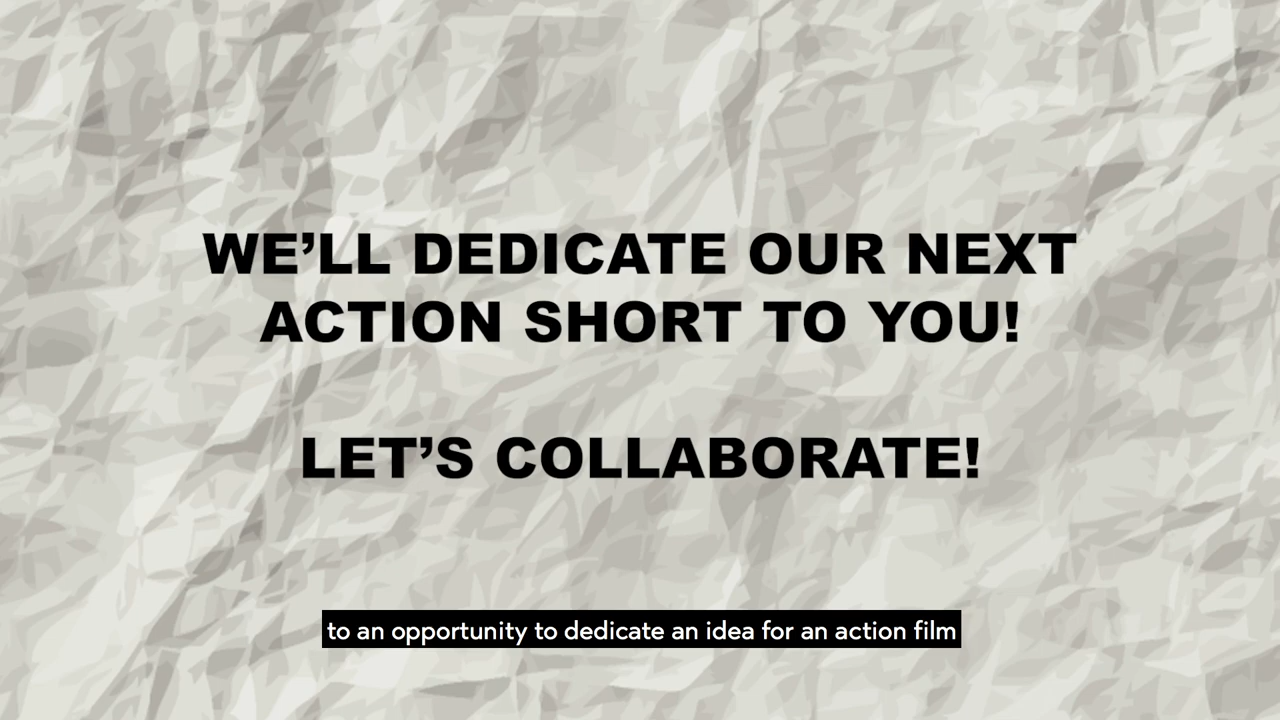 WE’LL DEDICATE OUR NEXT
ACTION SHORT TO YOU!
LET’S COLLABORATE!
to an opportunity to dedicate an idea for an action film